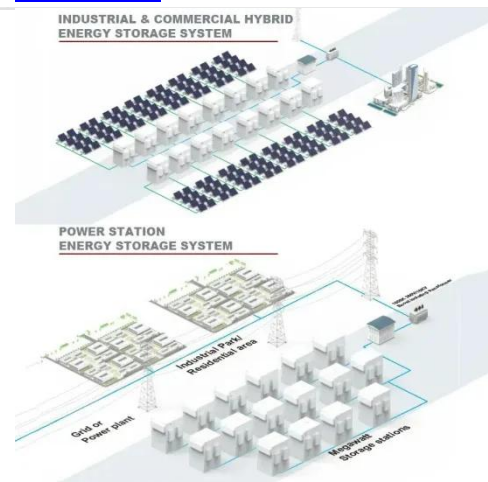 INDUSTRIAL & COMMERCIAL HYBRID
ENERGY STORAGE SYSTEM
POWER STATION
ENERGY STORAGE SYSTEM
Industrial Park/
Residential area
Grid or
Power plant
Megawatt
Storage stations